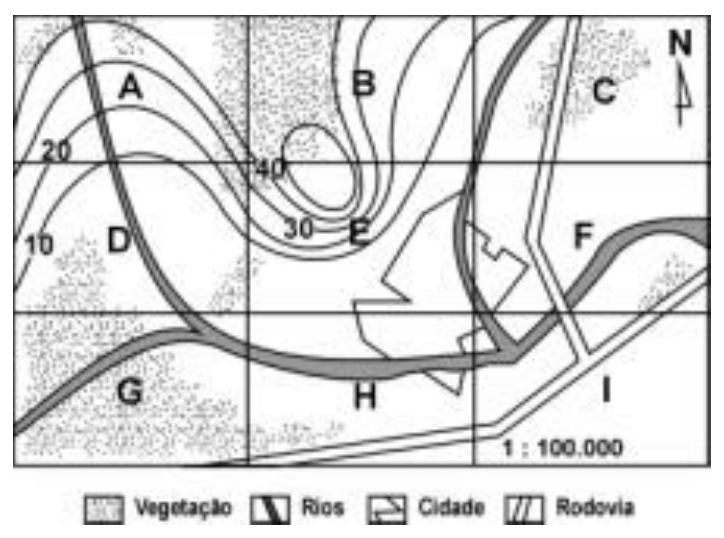 N
A B C
20
40
30
10 D E F
G H I
1 : 100.000
Vegetação Rios Cidade Rodovia